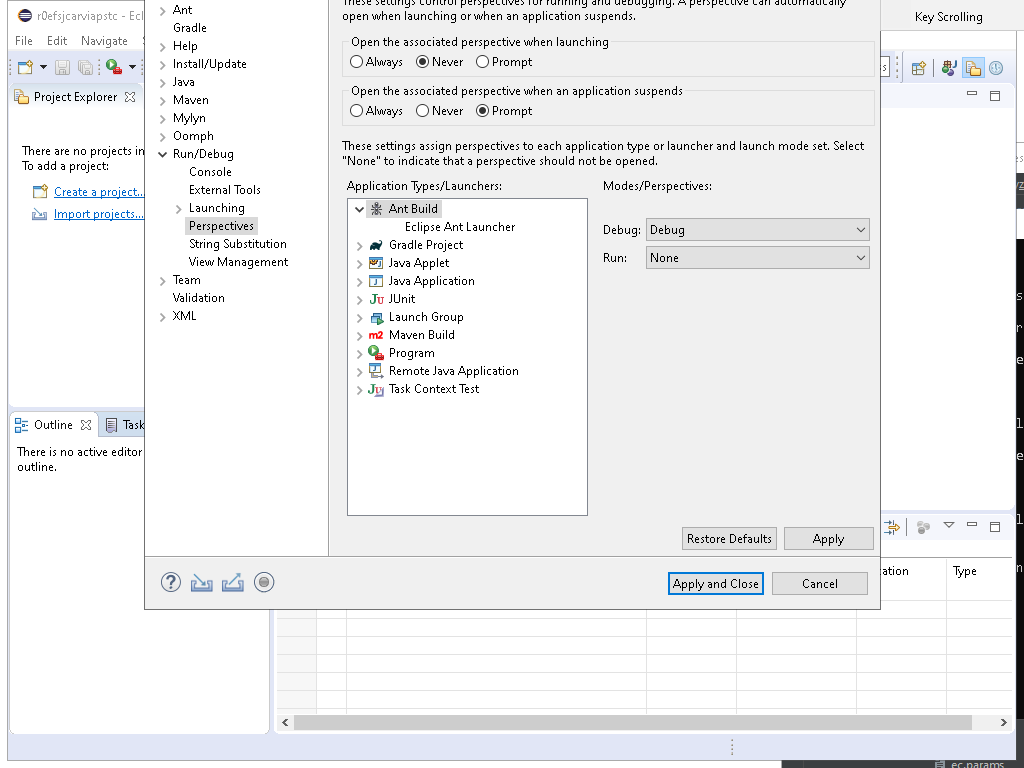 r0efsjcarviapstc - Ecl
File Edit Navigate
Project Explorer
There are no projects in
To add a project:
Create a project...
Import projects...
Outline
Task
There is no active editor
outline.
Ant
Gradle
Help
Install/Update
Java
Maven
Mylyn
Oomph
Run/Debug
Console
External Tools
Launching
Perspectives
String Substitution
View Management
Team
Validation
XML
These settings control perspectives for running and debugging. A perspective can automatically
open when launching or when an application suspends.
Open the associated perspective when launching
Always Never Prompt
Open the associated perspective when an application suspends
Always Never Prompt
These settings assign perspectives to each application type or launcher and launch mode set. Select
"None" to indicate that a perspective should not be opened.
Application Types/Launchers:
Modes/Perspectives:
Ant Build
Eclipse Ant Launcher
Gradle Project
Java Applet
Java Application
JUnit
Launch Group
Maven Build
Program
Remote Java Application
Task Context Test
Debug: Debug
Run: None
Restore Defaults Apply
Apply and Close Cancel
Key Scrolling
ation Type
ec.params